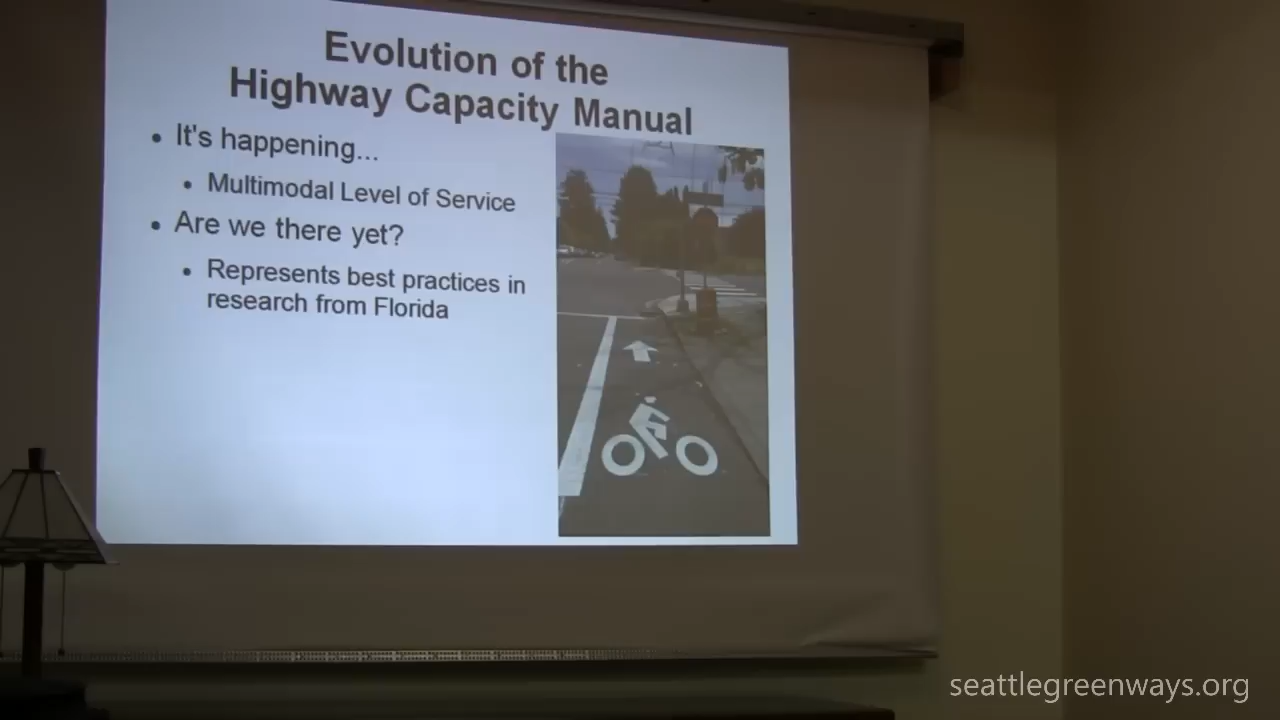 Evolution of the
Highway Capacity Manual
• It's happening...
• Multimodal Level of Service
• Are we there yet?
• Represents best practices in
research from Florida
seattlegreenways.org